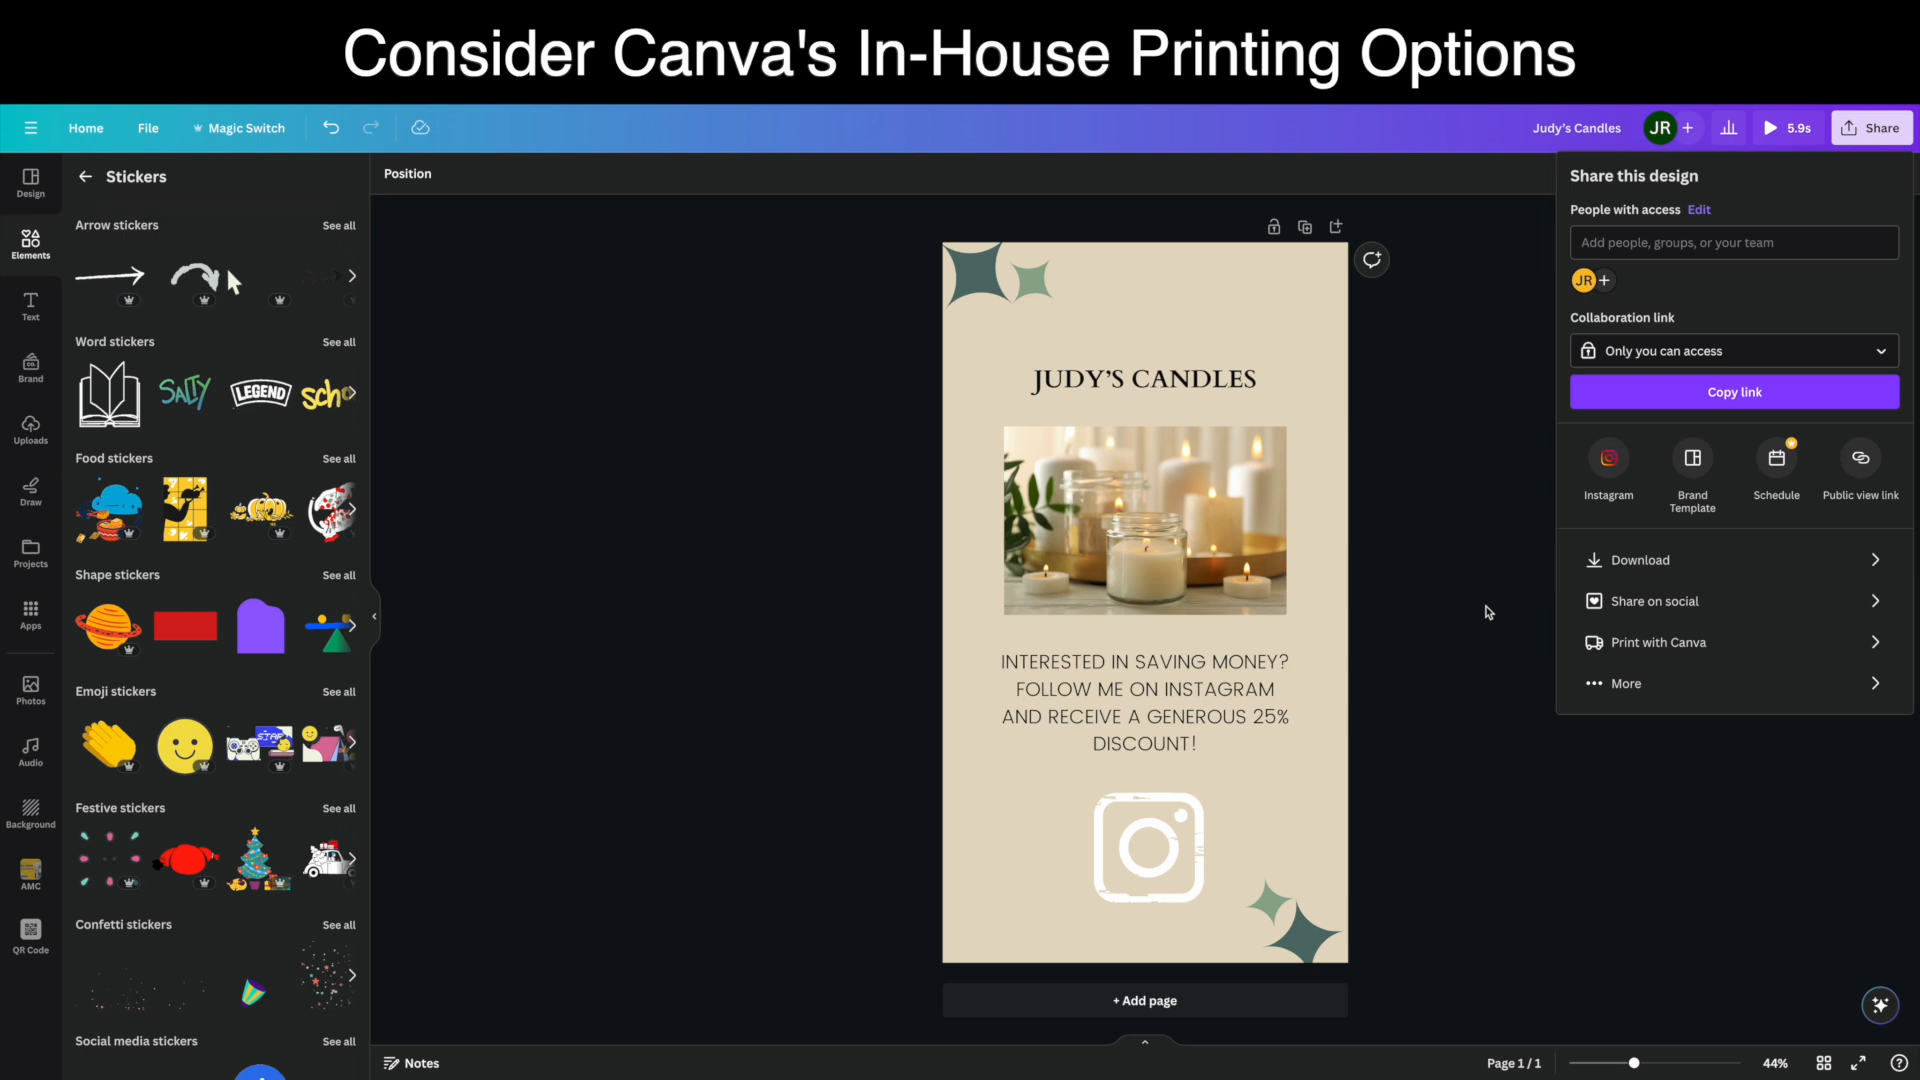 Consider Canva's In-House Printing Options
Home
File
Magic Switch
Judy's Candles
JR
5.9s
Share
Design
Elements
Text
Brand
Uploads
Draw
Projects
Apps
Photos
Audio
Background
AMC
QR Code
Stickers
Arrow stickers
See all
Word stickers
See all
SALTY
LEGEND
Scho
Food stickers
See all
Shape stickers
See all
Emoji stickers
See all
START
Festive stickers
See all
Confetti stickers
See all
Social media stickers
See all
Position
JUDY'S CANDLES
INTERESTED IN SAVING MONEY?
FOLLOW ME ON INSTAGRAM
AND RECEIVE A GENEROUS 25%
DISCOUNT!
+ Add page
Share this design
People with access Edit
Add people, groups, or your team
JR
Collaboration link
Only you can access
Copy link
Instagram
Brand
Template
Schedule
Public view link
Download
Share on social
Print with Canva
More
Notes
Page 1 / 1
44%